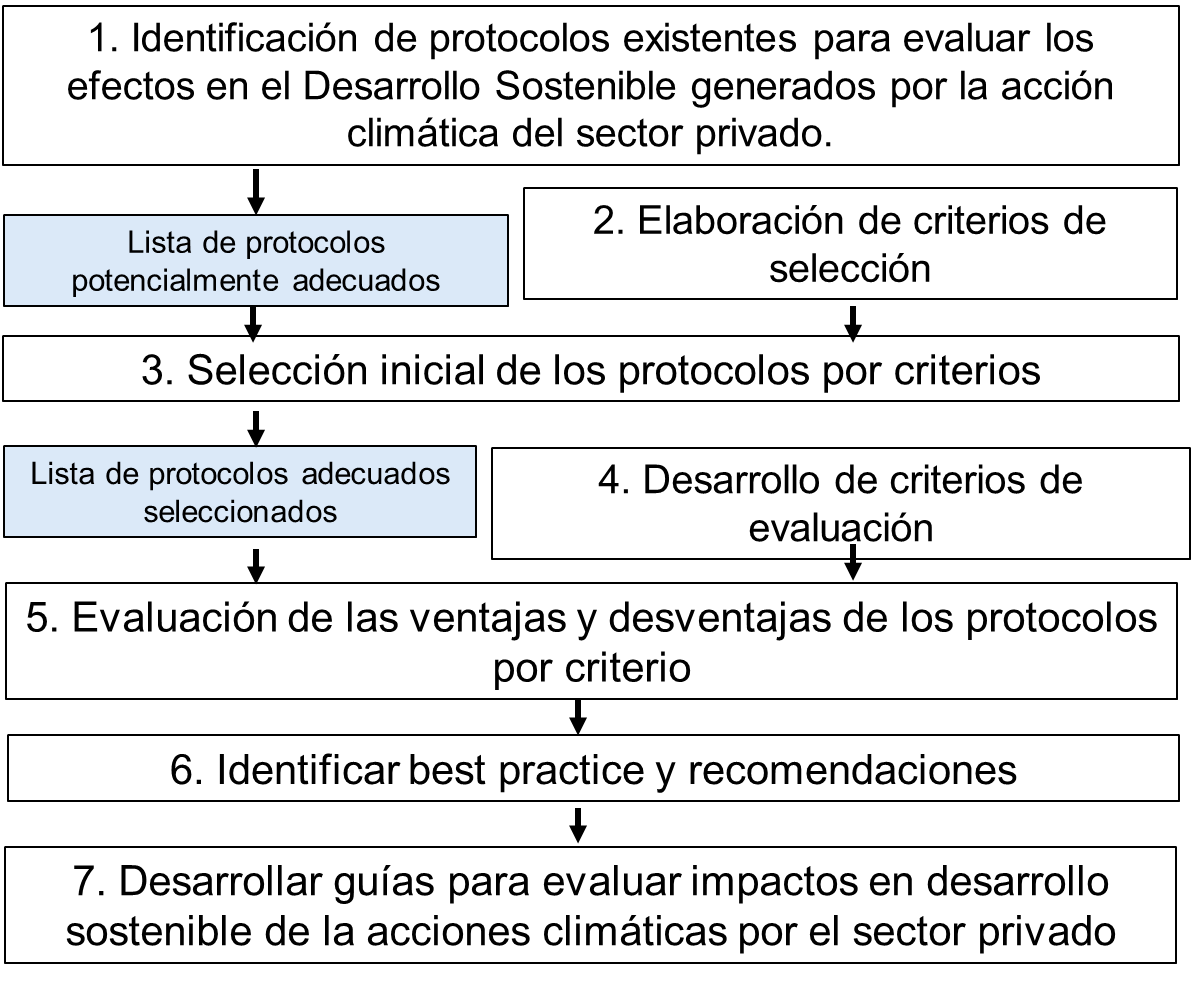 1. Identificación de protocolos existentes para evaluar los
efectos en el Desarrollo Sostenible generados por la acción
climática del sector privado.
Lista de protocolos
potencialmente adecuados
2. Elaboración de criterios de
selección
3. Selección inicial de los protocolos por criterios
Lista de protocolos adecuados
seleccionados
4. Desarrollo de criterios de
evaluación
5. Evaluación de las ventajas y desventajas de los protocolos
por criterio
6. Identificar best practice y recomendaciones
7. Desarrollar guías para evaluar impactos en desarrollo
sostenible de la acciones climáticas por el sector privado